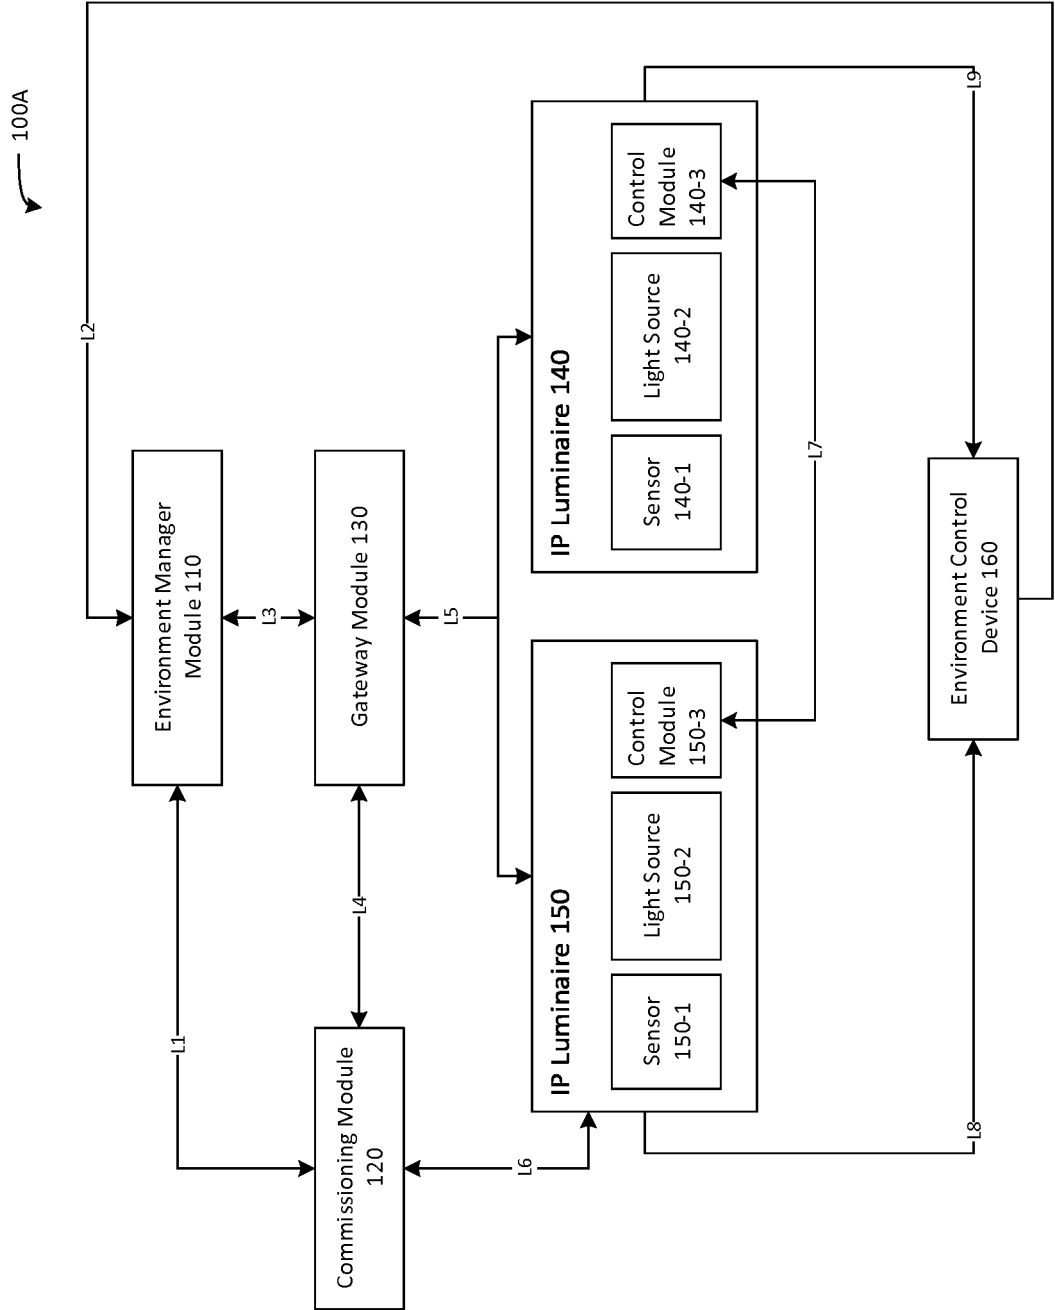 100A
L2
Environment Manager
Module 110
L1
L3
Commissioning Module
120
L4
Gateway Module 130
L5
L6
IP Luminaire 150
Sensor
150-1
Light Source
150-2
Control
Module
150-3
IP Luminaire 140
Sensor
140-1
Light Source
140-2
Control
Module
140-3
L7
L8
L9
Environment Control
Device 160